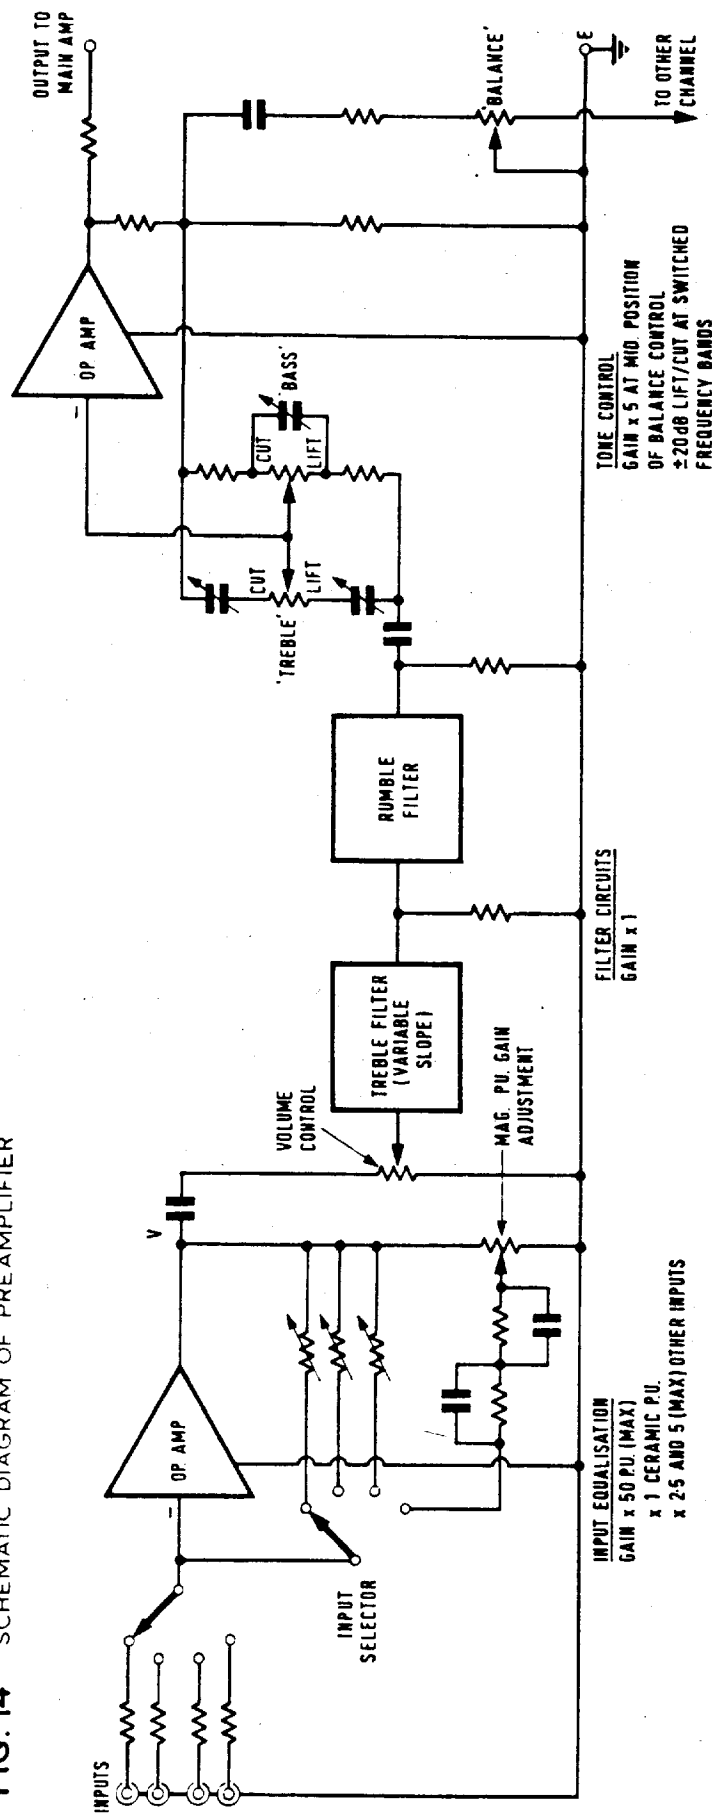 FIG. 14 SCHEMATIC DIAGRAM OF PREAMPLIFIER
INPUTS
INPUT
SELECTOR
–
OP. AMP
V
VOLUME
CONTROL
MAG. P.U. GAIN
ADJUSTMENT
TREBLE FILTER
(VARIABLE
SLOPE)
RUMBLE
FILTER
'TREBLE'
CUT
LIFT
CUT
LIFT
'BASS'
–
OP. AMP
OUTPUT TO
MAIN AMP
'BALANCE'
E
TO OTHER
CHANNEL
INPUT EQUALISATION
GAIN x 50 P.U. (MAX)
x 1 CERAMIC P.U.
x 2·5 AND 5 (MAX) OTHER INPUTS
FILTER CIRCUITS
GAIN x 1
TONE CONTROL
GAIN x 5 AT MID. POSITION
OF BALANCE CONTROL
±20dB LIFT/CUT AT SWITCHED
FREQUENCY BANDS